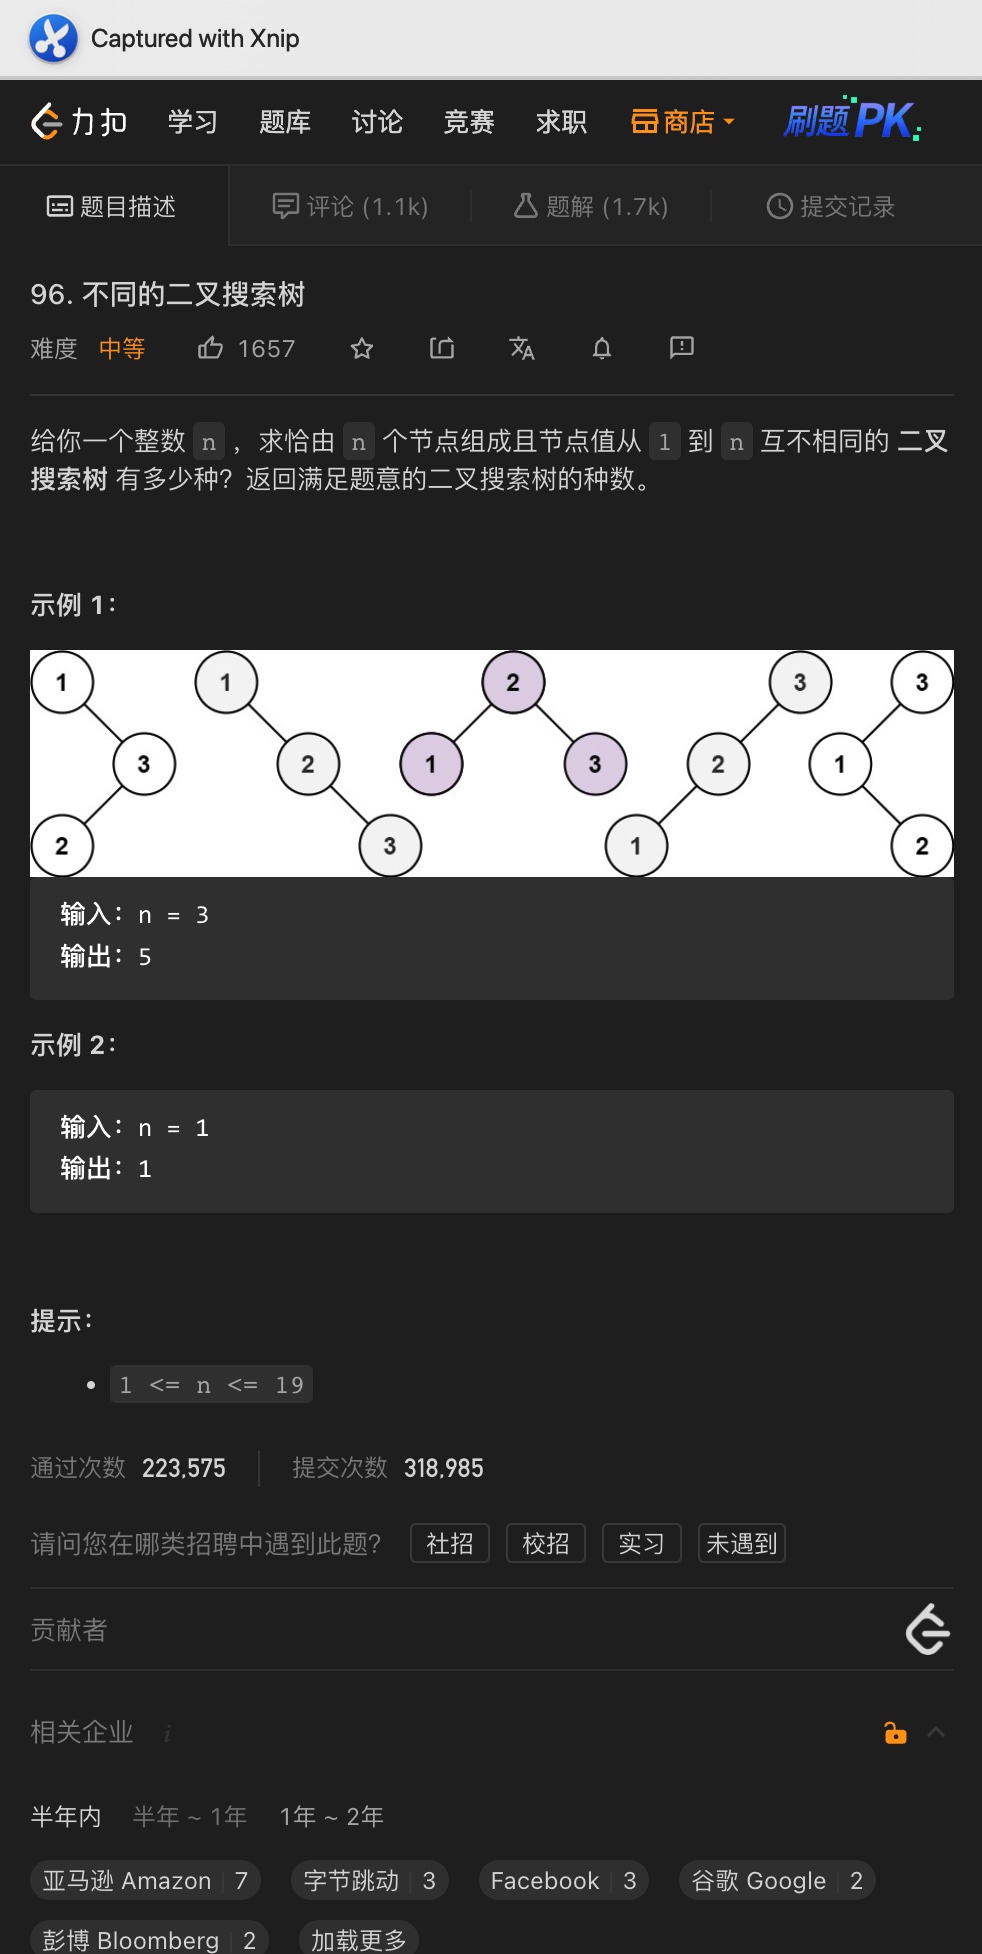 Captured with Xnip
力扣 学习 题库 讨论 竞赛 求职 商店 刷题PK
题目描述 评论 (1.1k) 题解 (1.7k) 提交记录
96. 不同的二叉搜索树
难度 中等 1657
给你一个整数 n ，求恰由 n 个节点组成且节点值从 1 到 n 互不相同的 二叉
搜索树 有多少种？返回满足题意的二叉搜索树的种数。
示例 1：
1 1 2 3 3
3 2 1 3 2 1
2 3 1 2
输入：n = 3
输出：5
示例 2：
输入：n = 1
输出：1
提示：
• 1 <= n <= 19
通过次数 223,575 提交次数 318,985
请问您在哪类招聘中遇到此题？ 社招 校招 实习 未遇到
贡献者
相关企业 i
半年内 半年 ~ 1年 1年 ~ 2年
亚马逊 Amazon 7 字节跳动 3 Facebook 3 谷歌 Google 2
彭博 Bloomberg 2 加载更多